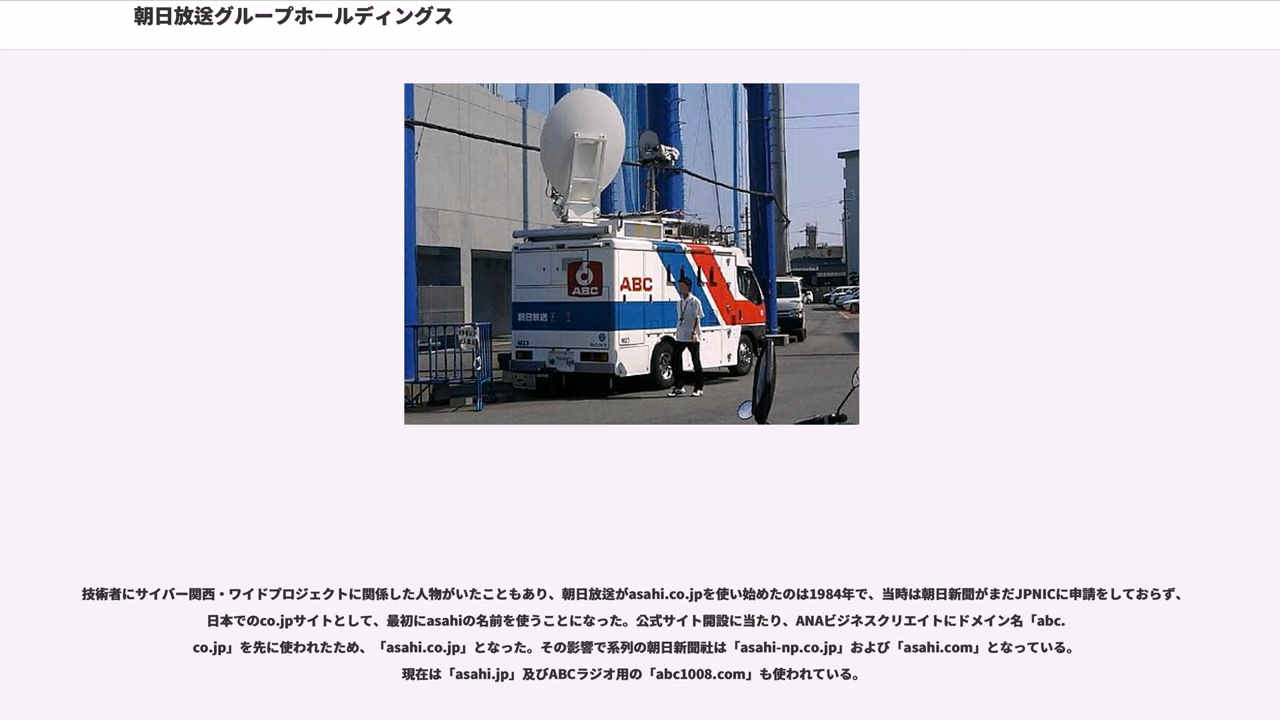 朝日放送グループホールディングス
6
ABC
ABC
朝日放送
M23
SONY
M23
技術者にサイバー関西・ワイドプロジェクトに関係した人物がいたこともあり、朝日放送がasahi.co.jpを使い始めたのは1984年で、当時は朝日新聞がまだJPNICに申請をしておらず、
日本でのco.jpサイトとして、最初にasahiの名前を使うことになった。公式サイト開設に当たり、ANAビジネスクリエイトにドメイン名「abc.
co.jp」を先に使われたため、「asahi.co.jp」となった。その影響で系列の朝日新聞社は「asahi-np.co.jp」および「asahi.com」となっている。
現在は「asahi.jp」及びABCラジオ用の「abc1008.com」も使われている。